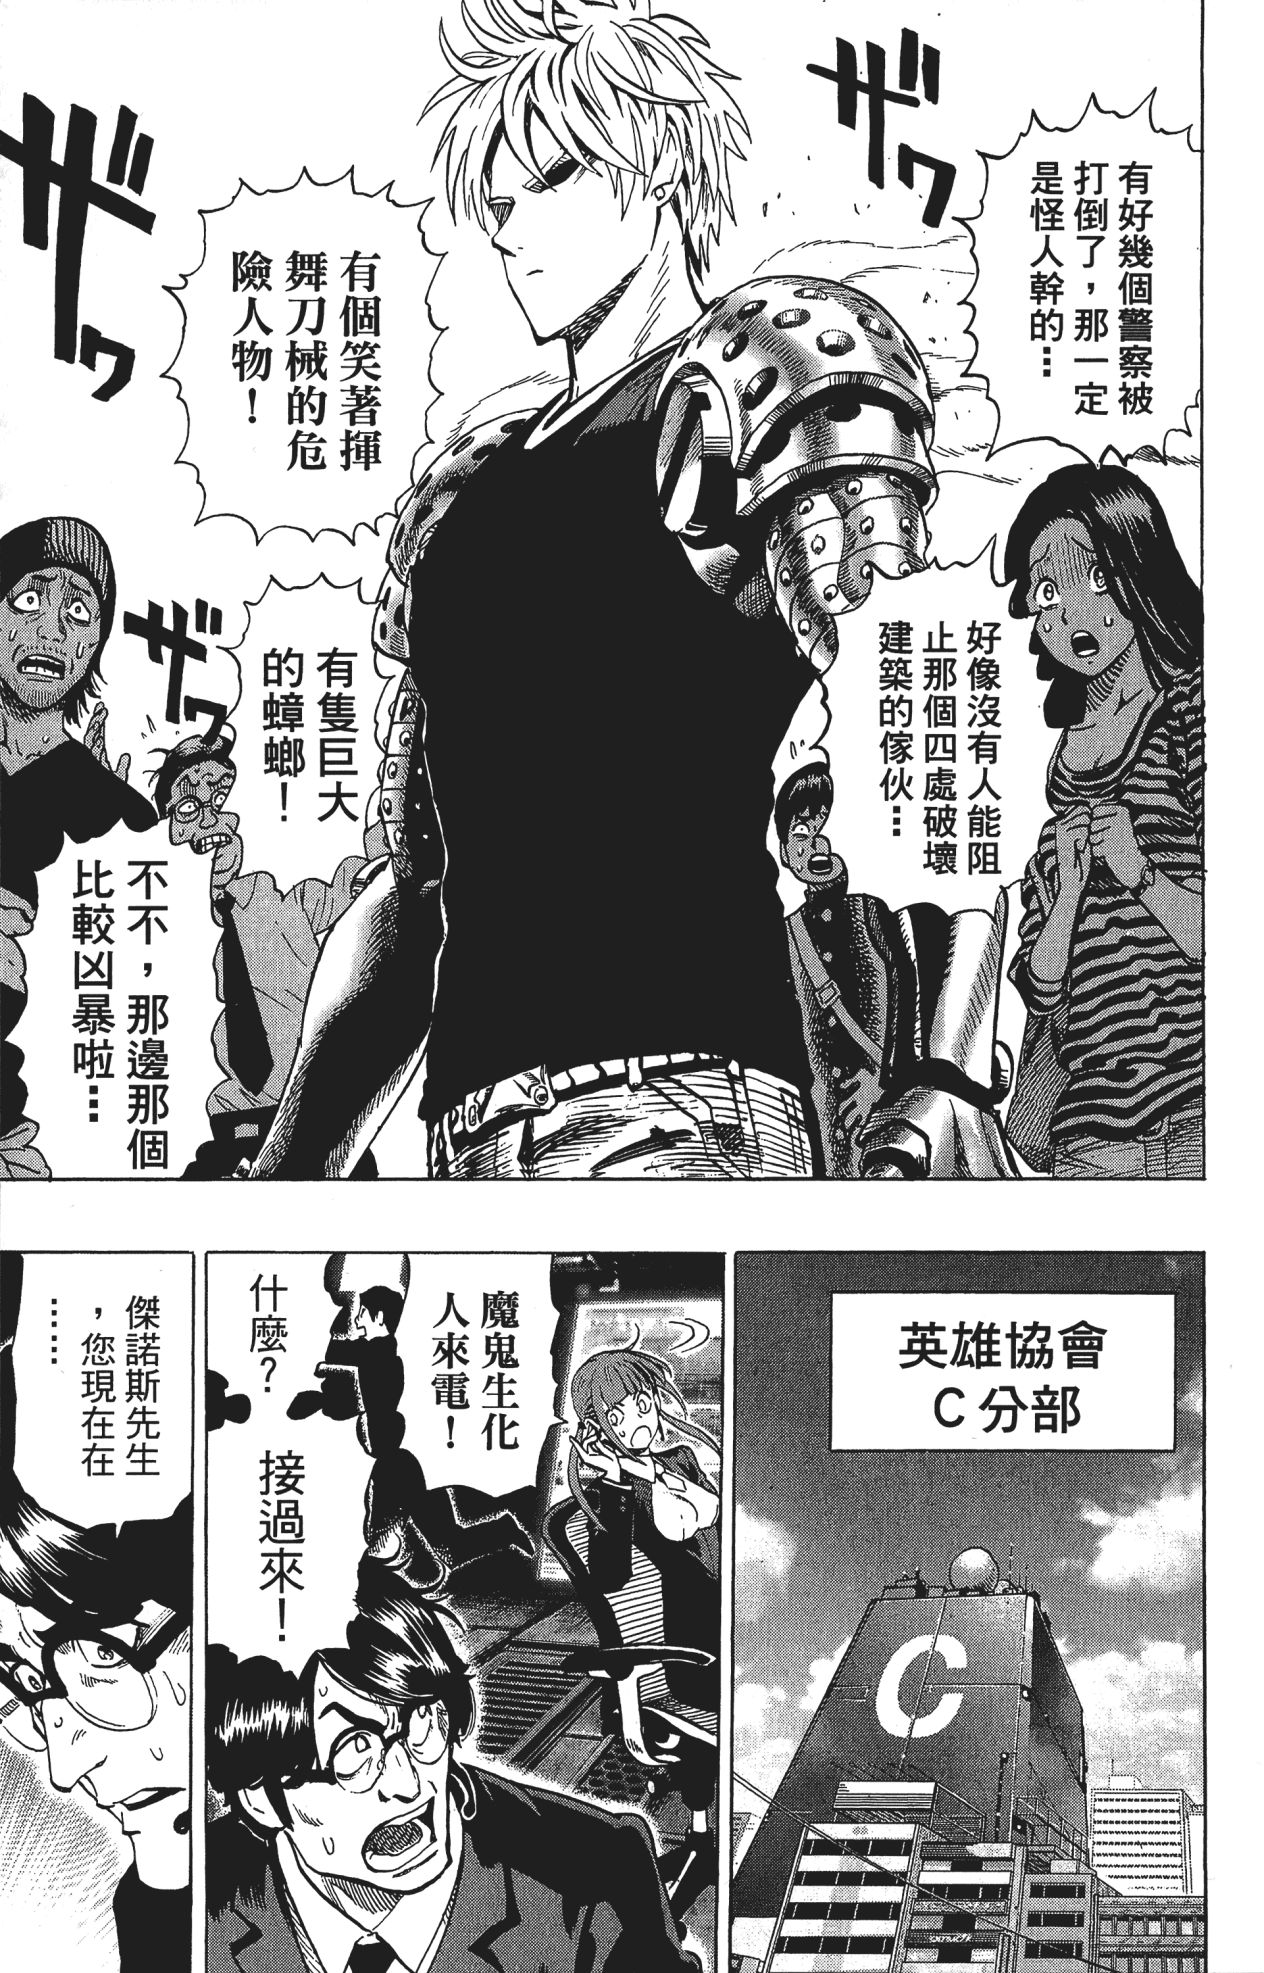 有好幾個警察被
打倒了，那一定
是怪人幹的…
ザワ
好像沒有人能阻
止那個四處破壞
建築的傢伙…
有個笑著揮
舞刀械的危
險人物！
ザワ
有隻巨大
的蟑螂！
ザワ
不不，那邊那個
比較凶暴啦…
英雄協會
C分部
C
魔鬼生化
人來電！
什麼？
接過來！
傑諾斯先生
，您現在在
……